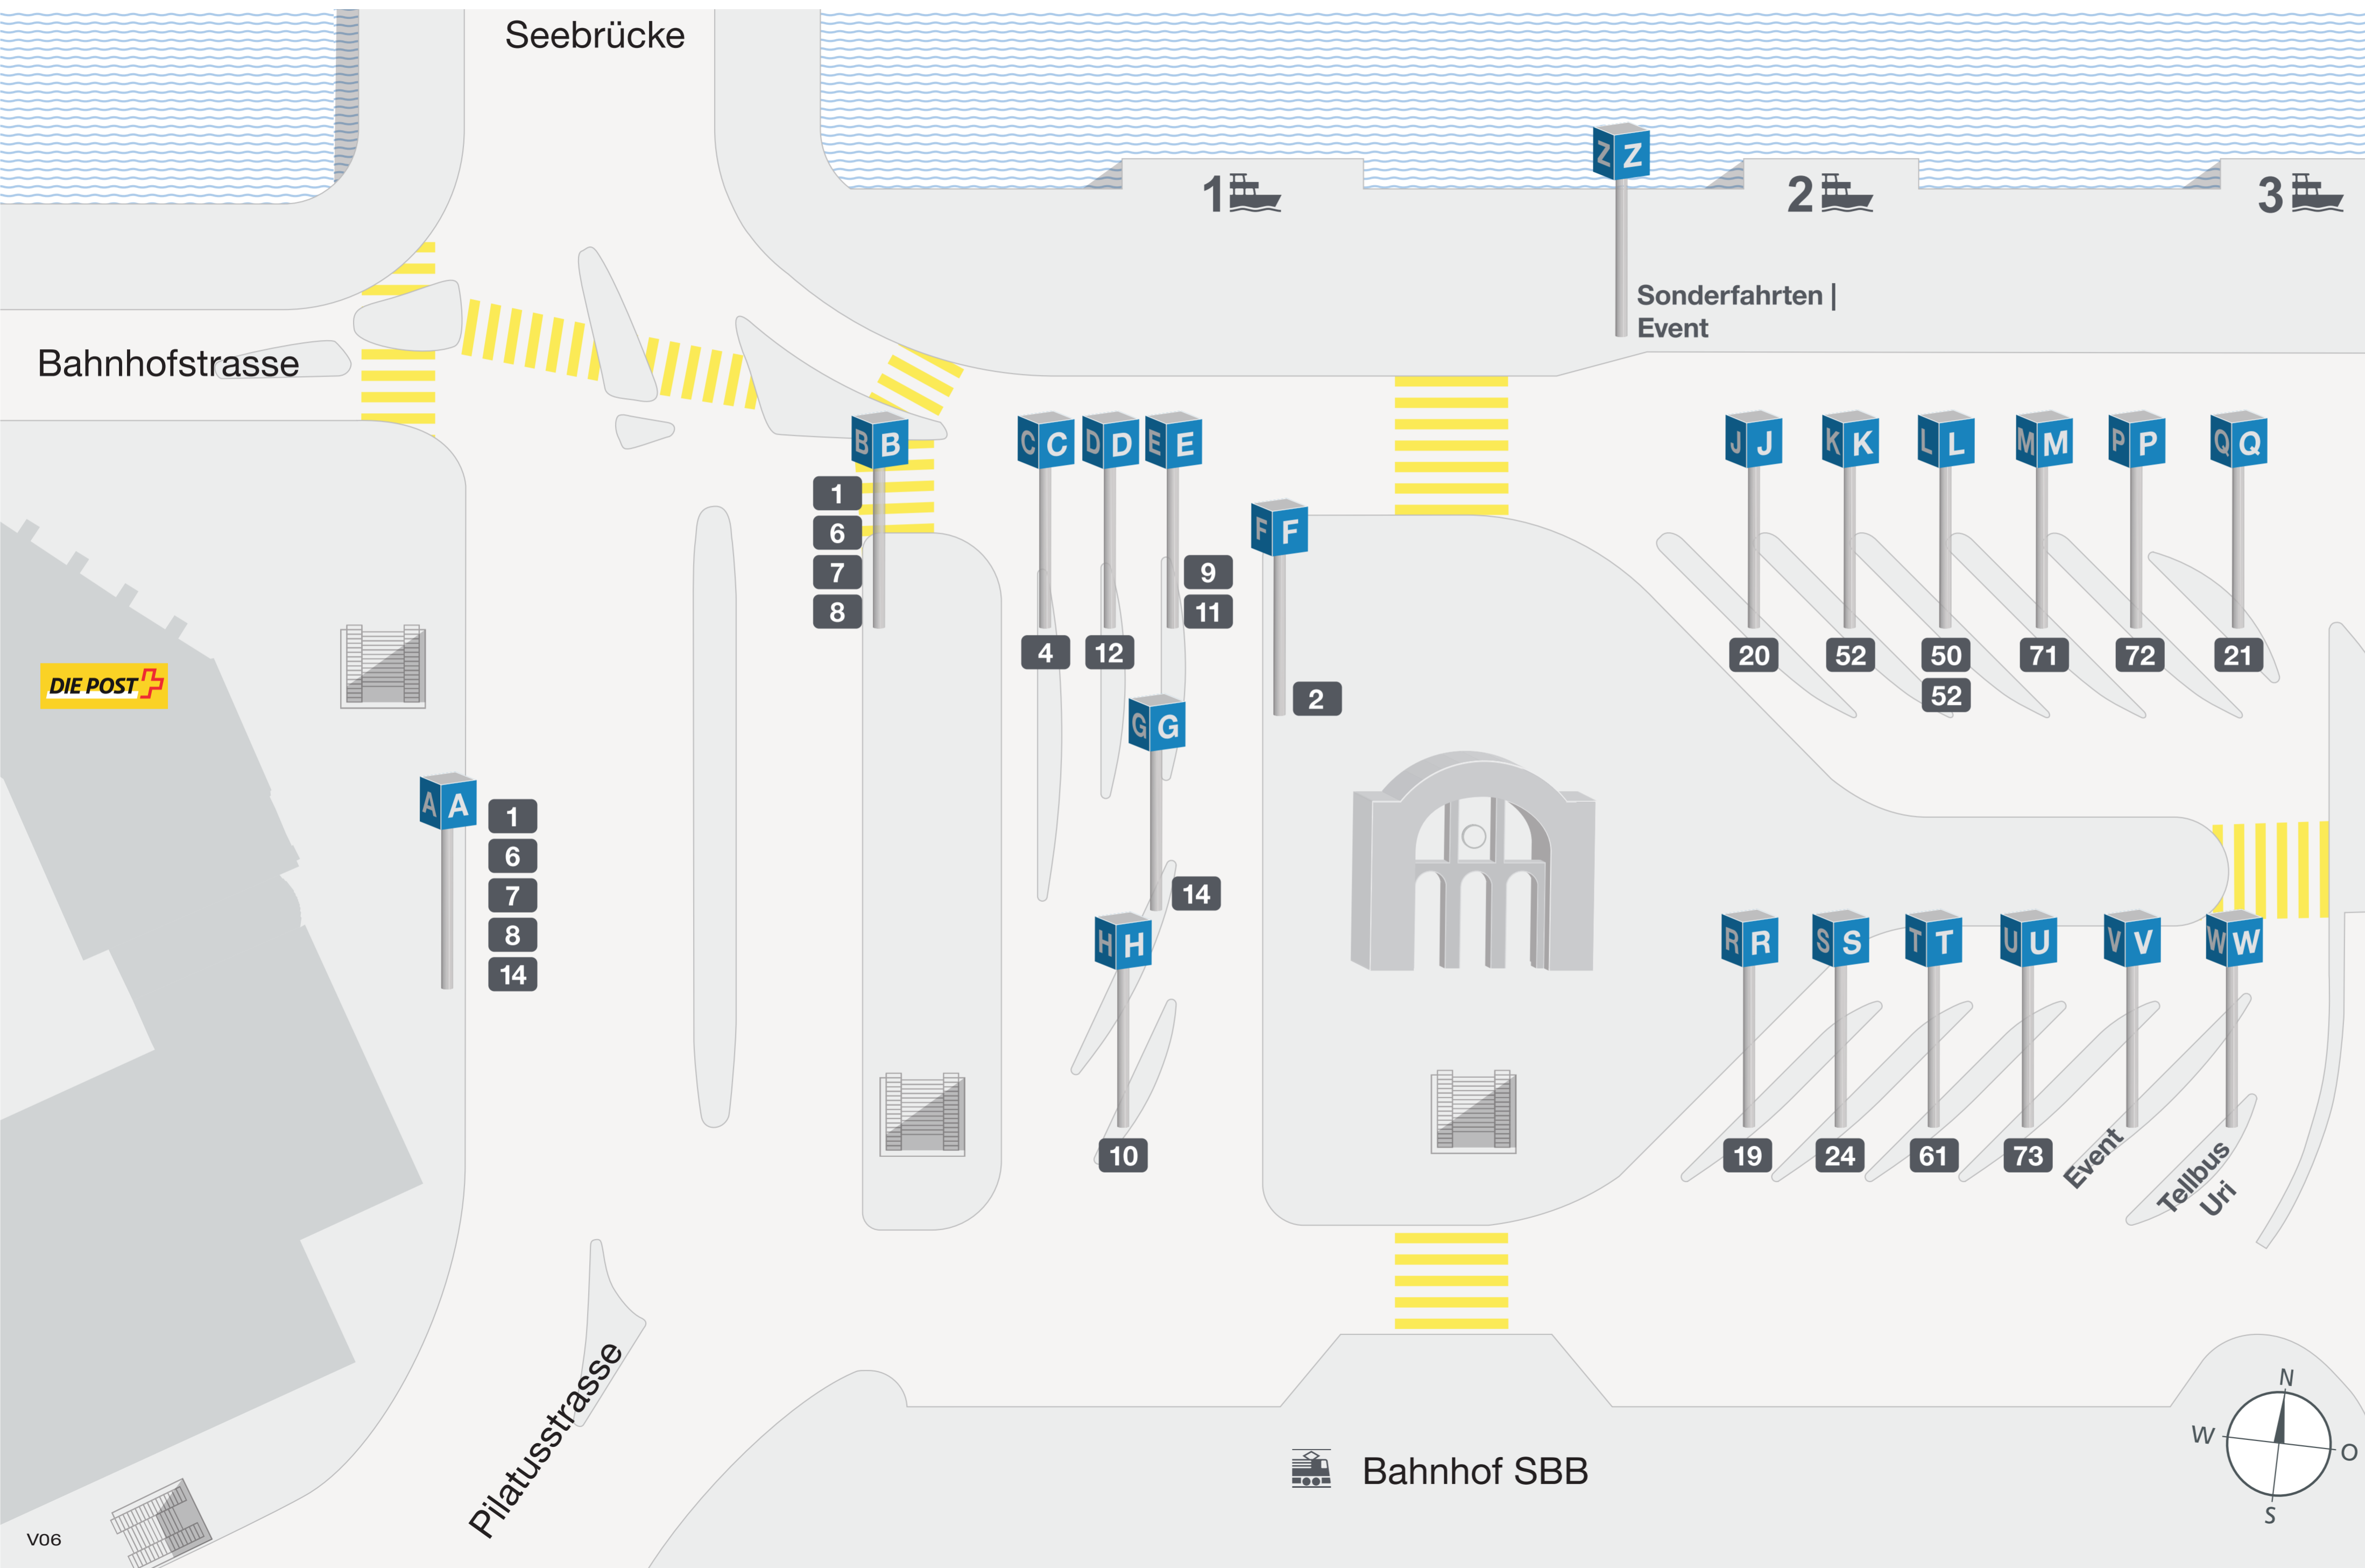 Seebrücke
Z Z
1
2
3
Sonderfahrten |
Event
Bahnhofstrasse
B B
1
6
7
8
C C
4
D D
12
E E
9
11
F F
2
J J
20
K K
52
L L
50
52
M M
71
P P
72
Q Q
21
DIE POST
A A
1
6
7
8
14
G G
14
H H
10
R R
19
S S
24
T T
61
U U
73
V V
Event
W W
Tellbus
Uri
Pilatusstrasse
Bahnhof SBB
N
W
O
S
V06